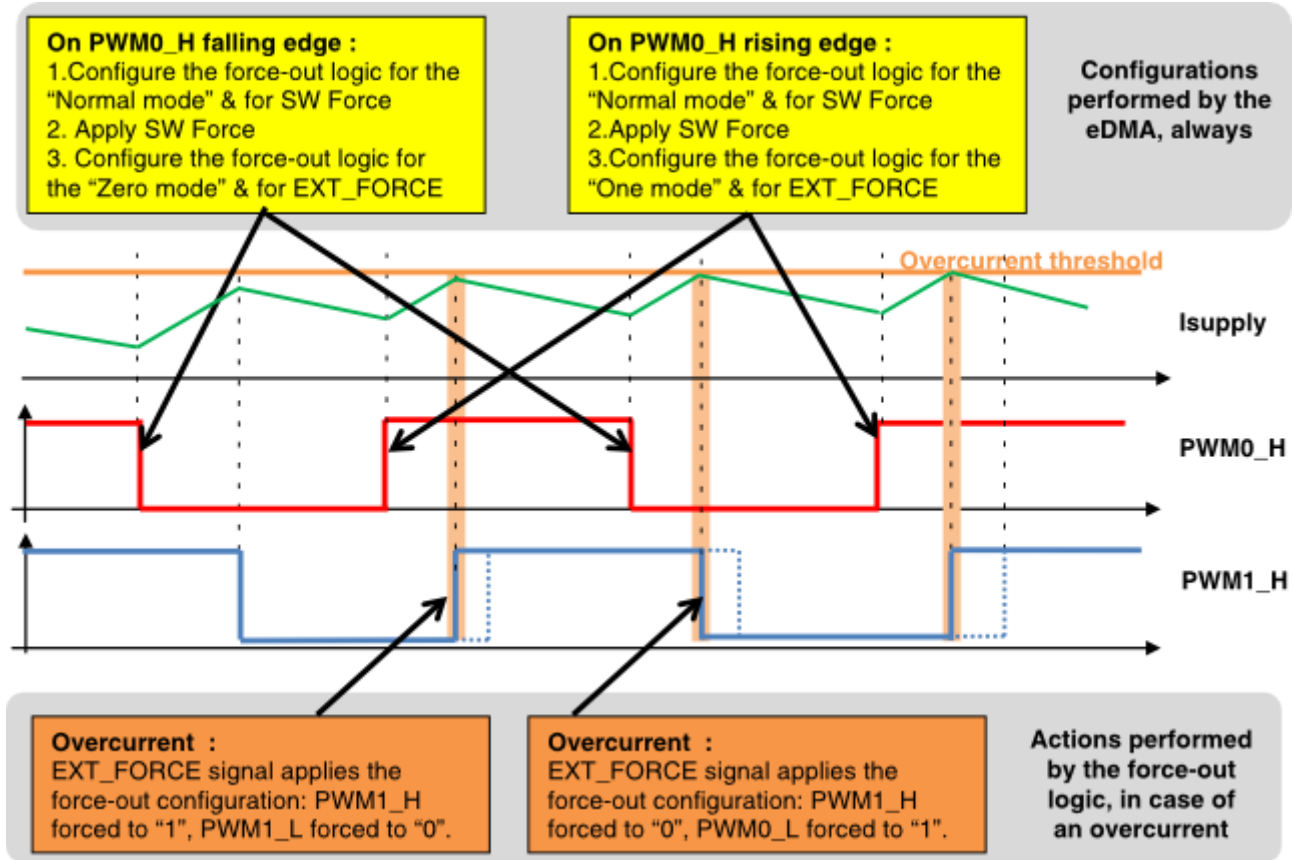 On PWM0_H falling edge :
1.Configure the force-out logic for the
“Normal mode” & for SW Force
2. Apply SW Force
3. Configure the force-out logic for
the “Zero mode” & for EXT_FORCE
On PWM0_H rising edge :
1.Configure the force-out logic for the
“Normal mode” & for SW Force
2.Apply SW Force
3.Configure the force-out logic for the
“One mode” & for EXT_FORCE
Configurations
performed by the
eDMA, always
Overcurrent threshold
Isupply
PWM0_H
PWM1_H
Overcurrent :
EXT_FORCE signal applies the
force-out configuration: PWM1_H
forced to “1”, PWM1_L forced to “0”.
Overcurrent :
EXT_FORCE signal applies the
force-out configuration: PWM1_H
forced to “0”, PWM0_L forced to “1”.
Actions performed
by the force-out
logic, in case of
an overcurrent